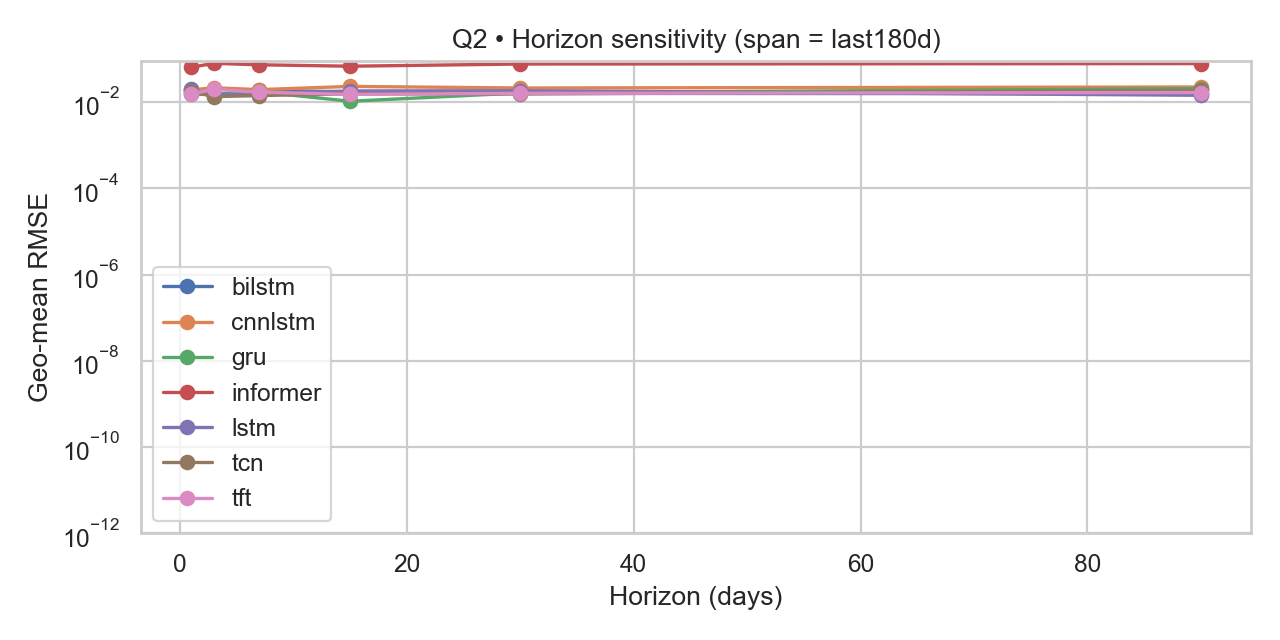 Q2 • Horizon sensitivity (span = last180d)
Geo-mean RMSE
10⁻²
10⁻⁴
10⁻⁶
10⁻⁸
10⁻¹⁰
10⁻¹²
bilstm
cnnlstm
gru
informer
lstm
tcn
tft
0 20 40 60 80
Horizon (days)